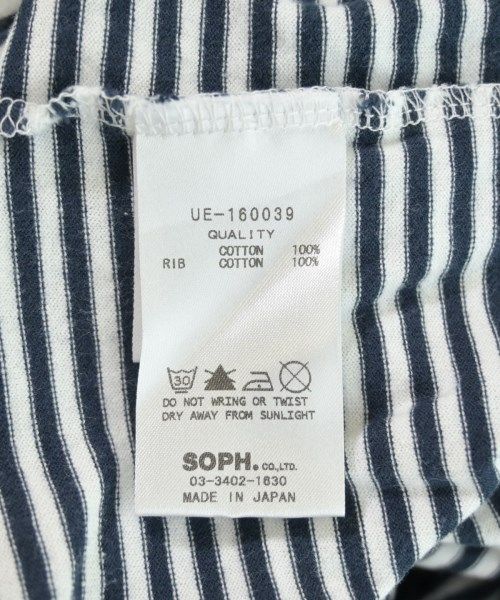 UE-160039
QUALITY
COTTON 100%
RIB COTTON 100%
30
DO NOT WRING OR TWIST
DRY AWAY FROM SUNLIGHT
SOPH.CO.,LTD.
03-3402-1630
MADE IN JAPAN